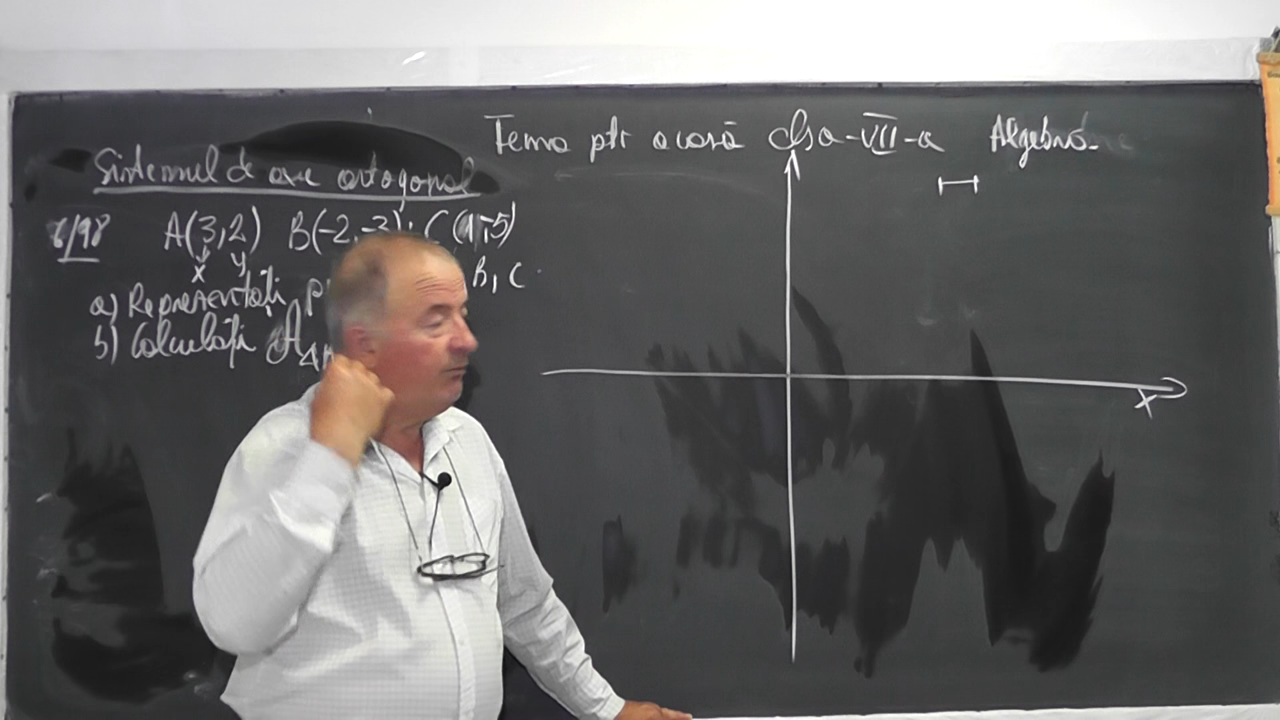 Tema ptr acasă clsa-VII-a Algebră
Sistemul de axe ortogonal
6/98 A(3,2) B(-2,-3); C(1,-5)
x y
a) Reprezentați B, C
b) Calculați
x